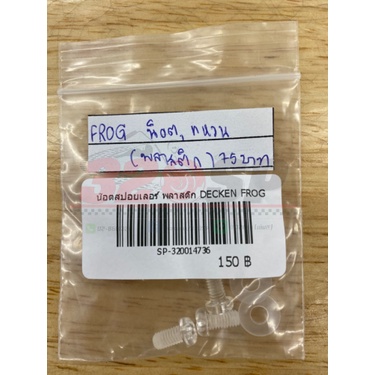 FROG น็อต, แหวน
(พลาสติก) 75 บาท
น๊อตสปอยเลอร์ พลาสติก DECKEN FROG
SP-320014736
150 ฿